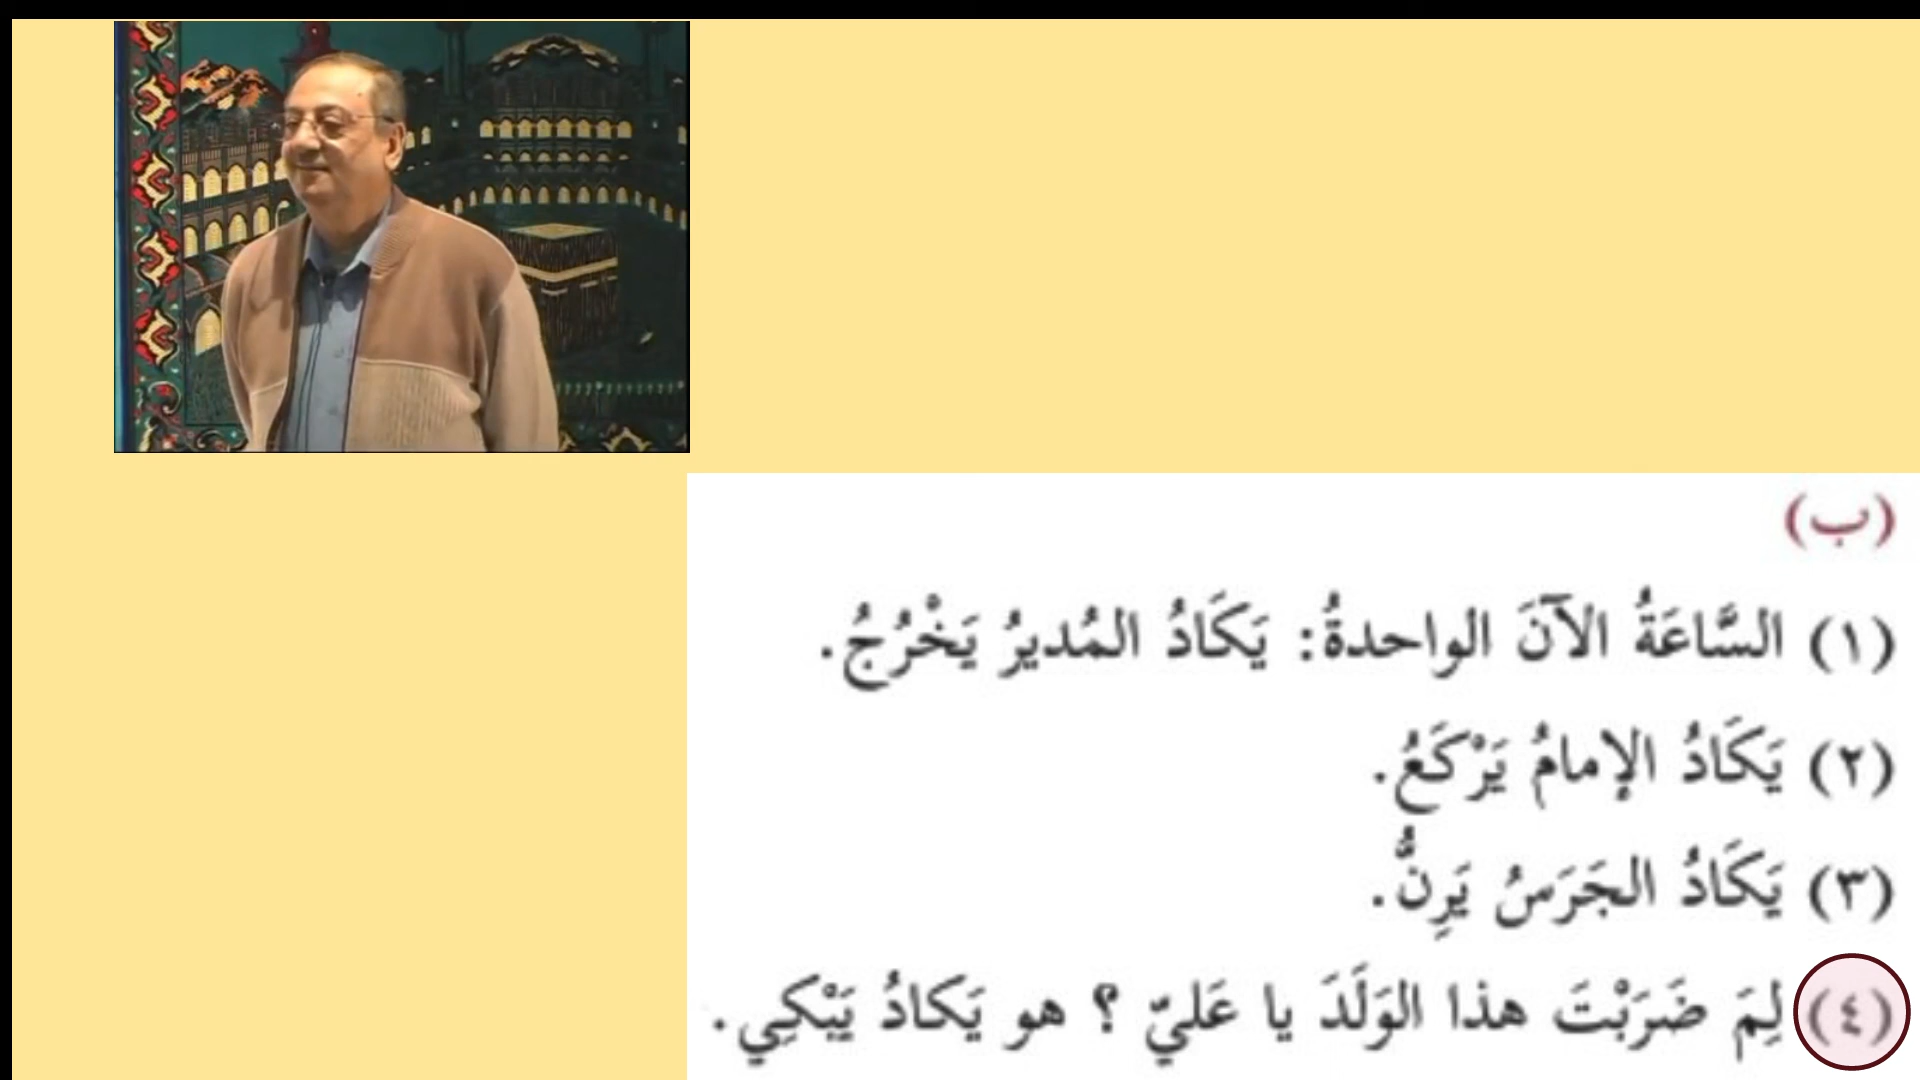 (ب)
(١) السَّاعَةُ الآنَ الواحدةُ: يَكَادُ المُديرُ يَخْرُجُ.
(٢) يَكَادُ الإمامُ يَرْكَعُ.
(٣) يَكَادُ الجَرَسُ يَرِنُّ.
(٤) لِمَ ضَرَبْتَ هذا الوَلَدَ يا عَليّ ؟ هو يَكادُ يَبْكِي.